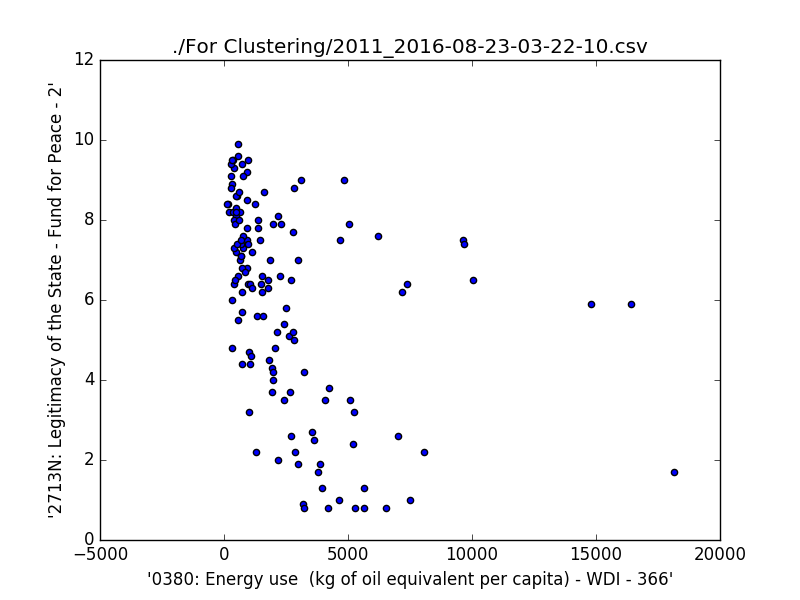 ./For Clustering/2011_2016-08-23-03-22-10.csv
12
10
8
6
4
2
0
'2713N: Legitimacy of the State - Fund for Peace - 2'
−5000 0 5000 10000 15000 20000
'0380: Energy use  (kg of oil equivalent per capita) - WDI - 366'